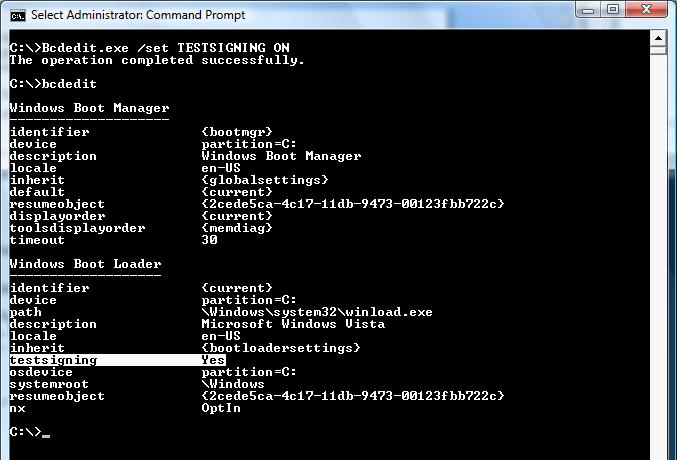 Select Administrator: Command Prompt
C:\>Bcdedit.exe /set TESTSIGNING ON
The operation completed successfully.
C:\>bcdedit
Windows Boot Manager
--------------------
identifier              {bootmgr}
device                  partition=C:
description             Windows Boot Manager
locale                  en-US
inherit                 {globalsettings}
default                 {current}
resumeobject            {2cede5ca-4c17-11db-9473-00123fbb722c}
displayorder            {current}
toolsdisplayorder       {memdiag}
timeout                 30
Windows Boot Loader
-------------------
identifier              {current}
device                  partition=C:
path                    \Windows\system32\winload.exe
description             Microsoft Windows Vista
locale                  en-US
inherit                 {bootloadersettings}
testsigning             Yes
osdevice                partition=C:
systemroot              \Windows
resumeobject            {2cede5ca-4c17-11db-9473-00123fbb722c}
nx                      OptIn
C:\>_